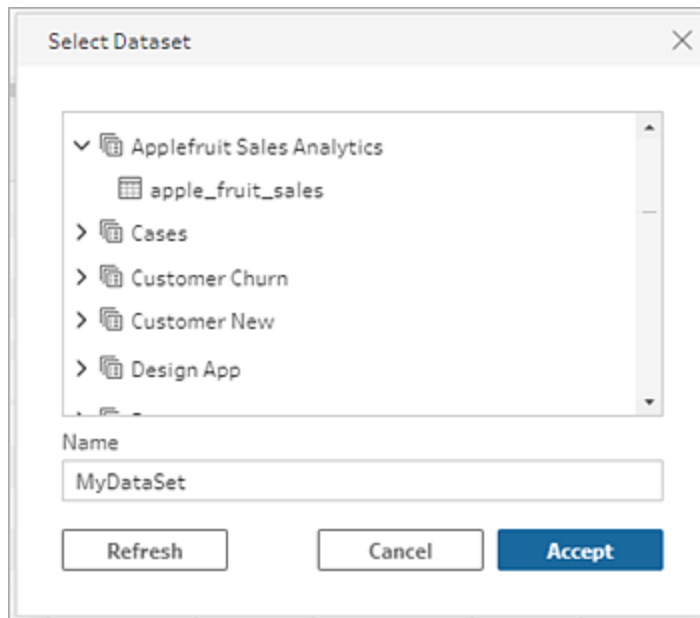 Select Dataset
Applefruit Sales Analytics
apple_fruit_sales
Cases
Customer Churn
Customer New
Design App
Name
MyDataSet
Refresh
Cancel
Accept